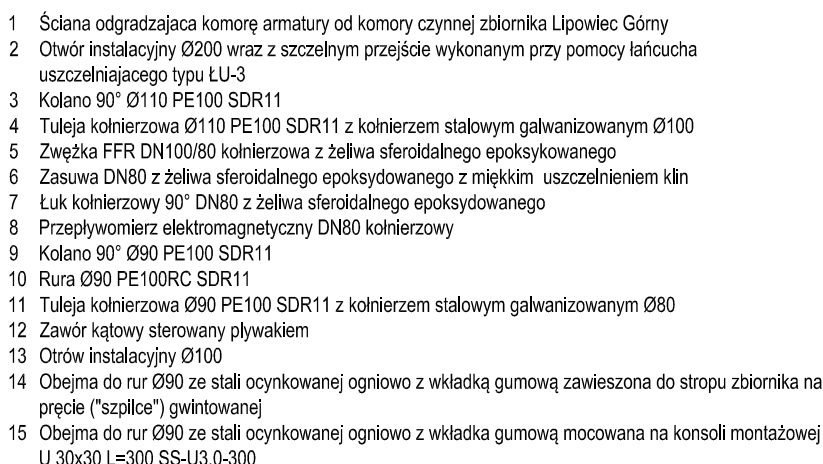 1 Ściana odgradzajaca komorę armatury od komory czynnej zbiornika Lipowiec Górny
2 Otwór instalacyjny Ø200 wraz z szczelnym przejście wykonanym przy pomocy łańcucha
uszczelniajacego typu ŁU-3
3 Kolano 90° Ø110 PE100 SDR11
4 Tuleja kołnierzowa Ø110 PE100 SDR11 z kołnierzem stalowym galwanizowanym Ø100
5 Zwężka FFR DN100/80 kołnierzowa z żeliwa sferoidalnego epoksykowanego
6 Zasuwa DN80 z żeliwa sferoidalnego epoksydowanego z miękkim uszczelnieniem klin
7 Łuk kołnierzowy 90° DN80 z żeliwa sferoidalnego epoksydowanego
8 Przepływomierz elektromagnetyczny DN80 kołnierzowy
9 Kolano 90° Ø90 PE100 SDR11
10 Rura Ø90 PE100RC SDR11
11 Tuleja kołnierzowa Ø90 PE100 SDR11 z kołnierzem stalowym galwanizowanym Ø80
12 Zawór kątowy sterowany plywakiem
13 Otrów instalacyjny Ø100
14 Obejma do rur Ø90 ze stali ocynkowanej ogniowo z wkładką gumową zawieszona do stropu zbiornika na
pręcie ("szpilce") gwintowanej
15 Obejma do rur Ø90 ze stali ocynkowanej ogniowo z wkładka gumową mocowana na konsoli montażowej
U 30x30 L=300 SS-U3,0-300